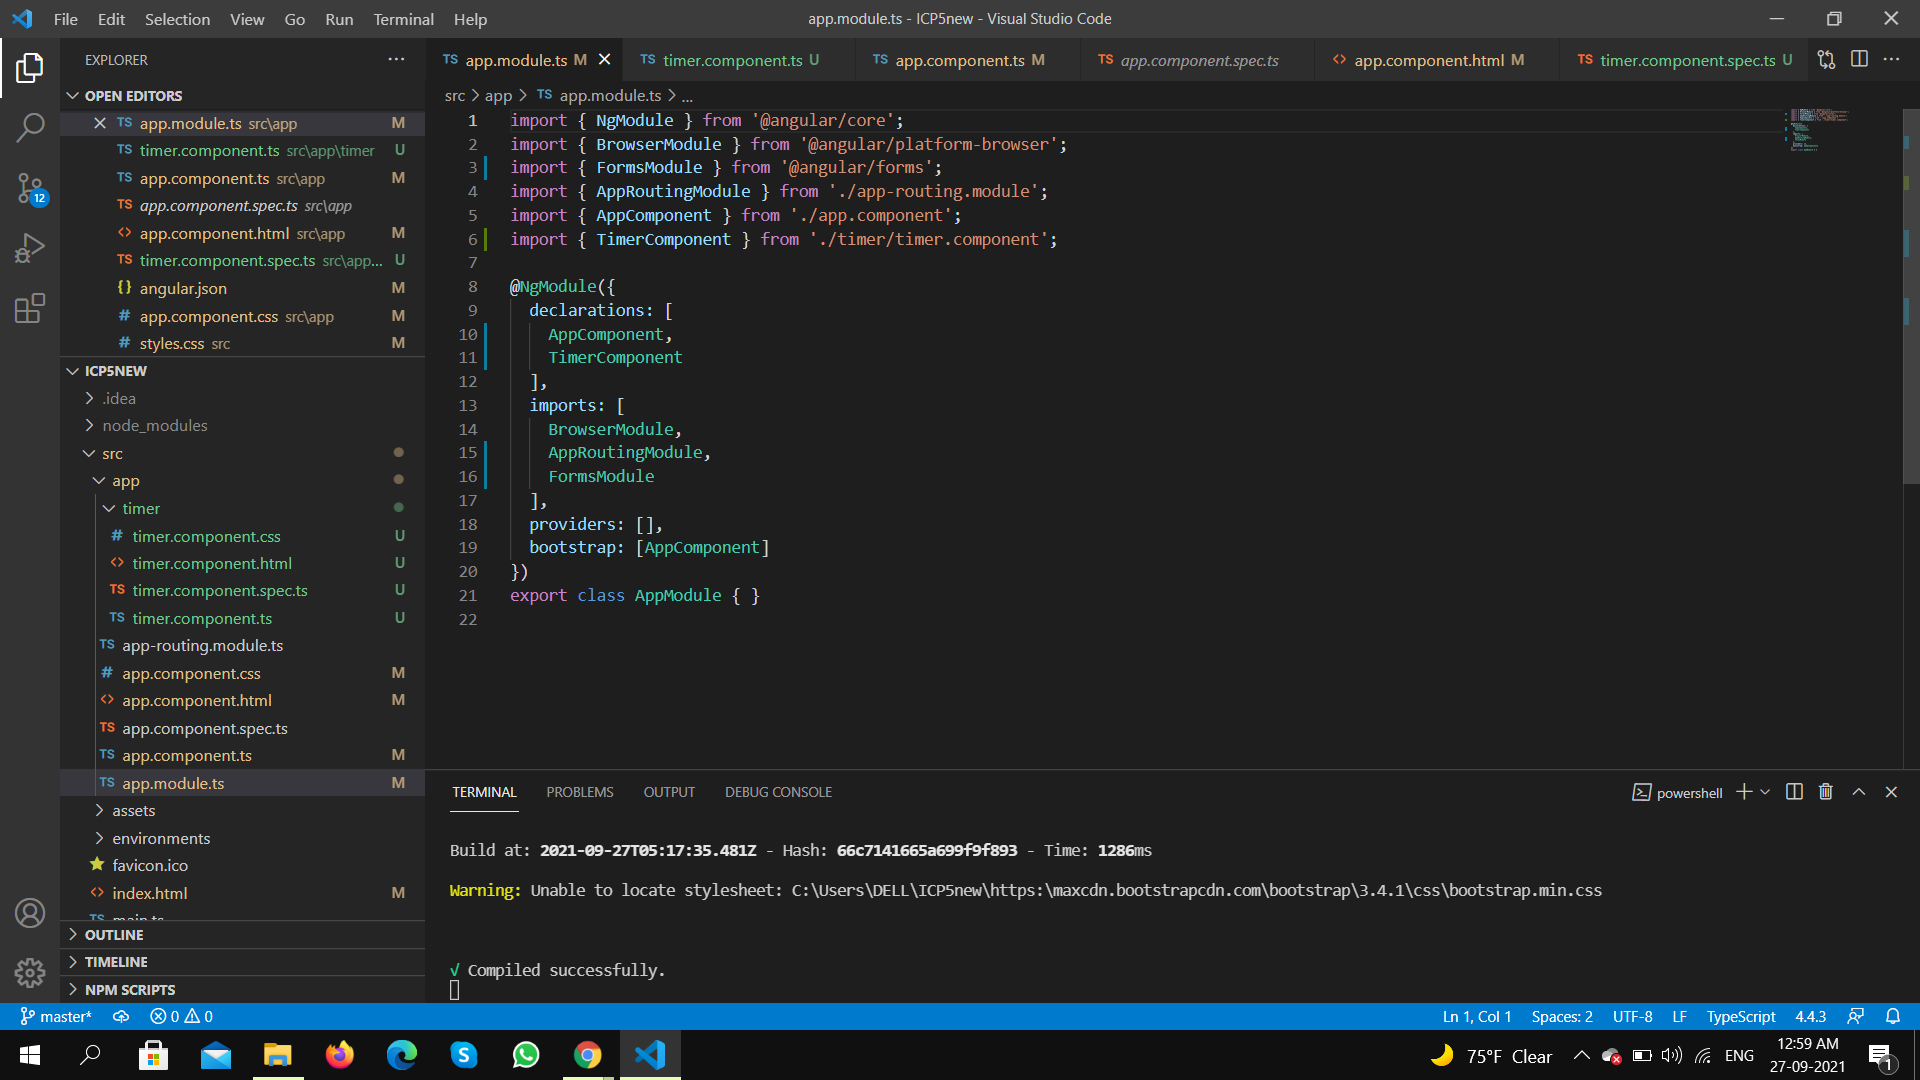 File Edit Selection View Go Run Terminal Help
app.module.ts - ICP5new - Visual Studio Code
EXPLORER
OPEN EDITORS
TS app.module.ts src\app M
TS timer.component.ts src\app\timer U
TS app.component.ts src\app M
TS app.component.spec.ts src\app
<> app.component.html src\app M
TS timer.component.spec.ts src\app... U
{} angular.json M
# app.component.css src\app M
# styles.css src M
ICP5NEW
.idea
node_modules
src
app
timer
# timer.component.css U
<> timer.component.html U
TS timer.component.spec.ts U
TS timer.component.ts U
TS app-routing.module.ts
# app.component.css M
<> app.component.html M
TS app.component.spec.ts
TS app.component.ts M
TS app.module.ts M
assets
environments
favicon.ico
<> index.html M
TS main.ts
OUTLINE
TIMELINE
NPM SCRIPTS
12
TS app.module.ts M
TS timer.component.ts U
TS app.component.ts M
TS app.component.spec.ts
<> app.component.html M
TS timer.component.spec.ts U
src > app > TS app.module.ts > ...
1 import { NgModule } from '@angular/core';
2 import { BrowserModule } from '@angular/platform-browser';
3 import { FormsModule } from '@angular/forms';
4 import { AppRoutingModule } from './app-routing.module';
5 import { AppComponent } from './app.component';
6 import { TimerComponent } from './timer/timer.component';
7
8 @NgModule({
9 declarations: [
10 AppComponent,
11 TimerComponent
12 ],
13 imports: [
14 BrowserModule,
15 AppRoutingModule,
16 FormsModule
17 ],
18 providers: [],
19 bootstrap: [AppComponent]
20 })
21 export class AppModule { }
22
TERMINAL PROBLEMS OUTPUT DEBUG CONSOLE
powershell
Build at: 2021-09-27T05:17:35.481Z - Hash: 66c7141665a699f9f893 - Time: 1286ms
Warning: Unable to locate stylesheet: C:\Users\DELL\ICP5new\https:\maxcdn.bootstrapcdn.com\bootstrap\3.4.1\css\bootstrap.min.css
√ Compiled successfully.
master* 0 0
Ln 1, Col 1 Spaces: 2 UTF-8 LF TypeScript 4.4.3
75°F Clear ENG
12:59 AM
27-09-2021
1